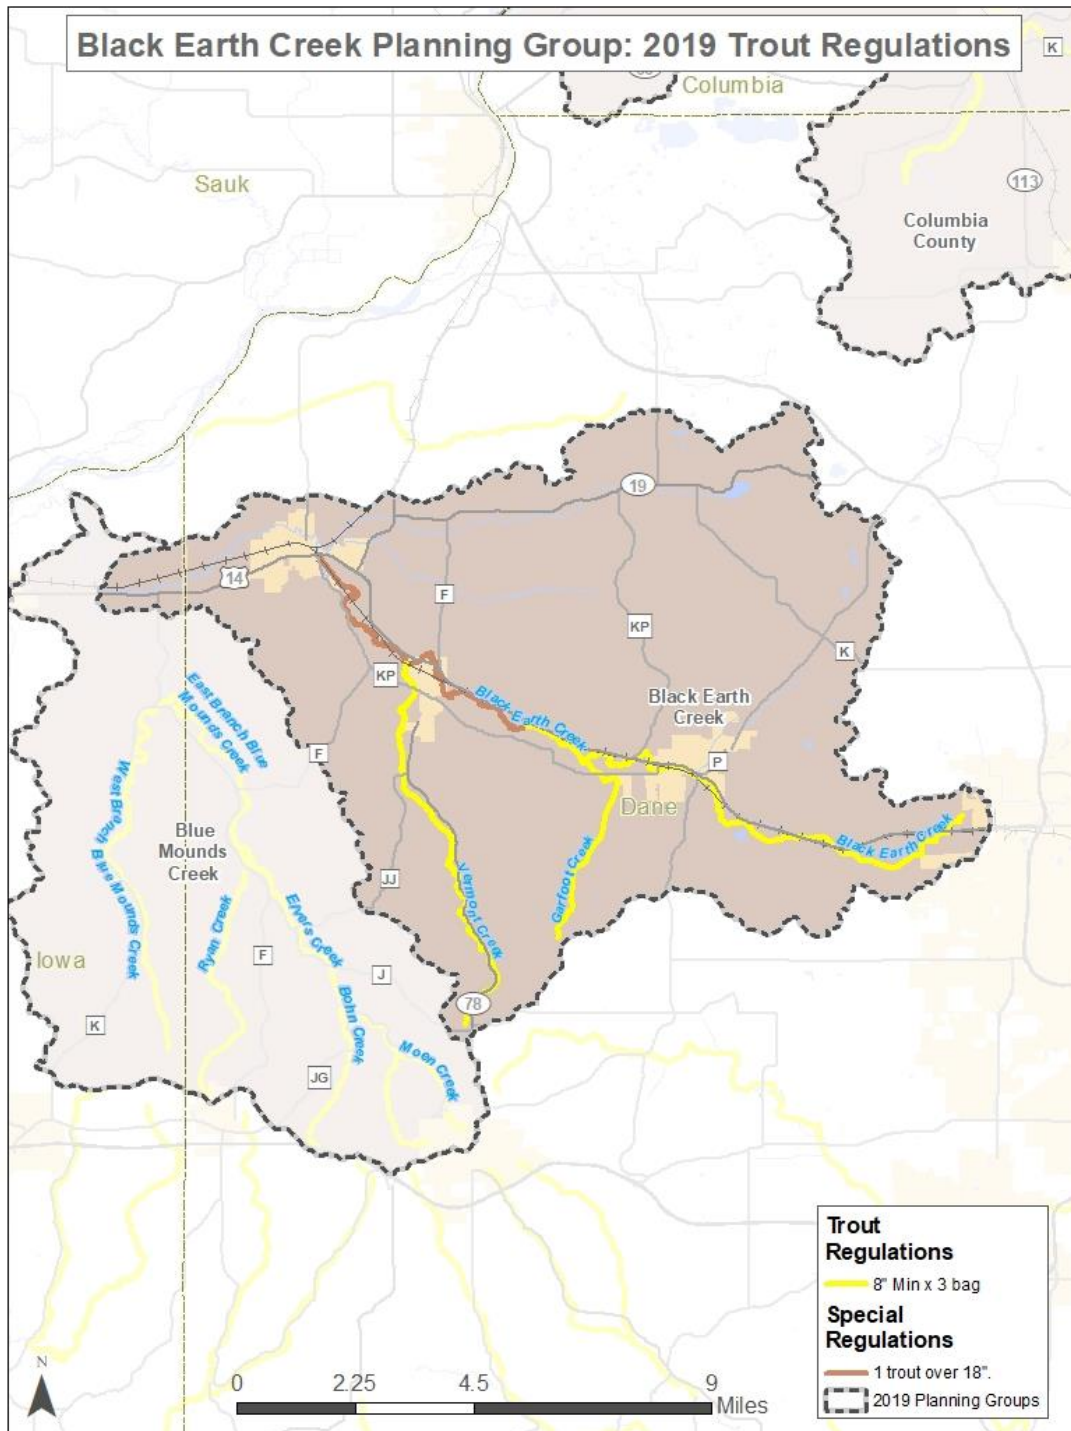 Black Earth Creek Planning Group: 2019 Trout Regulations
K
Columbia
Sauk
113
Columbia
County
19
14
F
KP
K
KP
Black Earth Creek
Black Earth
Creek
East Branch Blue
Mounds Creek
F
P
West Branch Blue Mounds Creek
Dane
Blue
Mounds
Creek
Black Earth Creek
Garfoot Creek
Vermont Creek
JJ
Ryan Creek
Elvers Creek
Iowa
F
J
78
K
Bohn Creek
Moen Creek
JG
Trout
Regulations
8" Min x 3 bag
Special
Regulations
1 trout over 18".
2019 Planning Groups
N
0 2.25 4.5 9
Miles